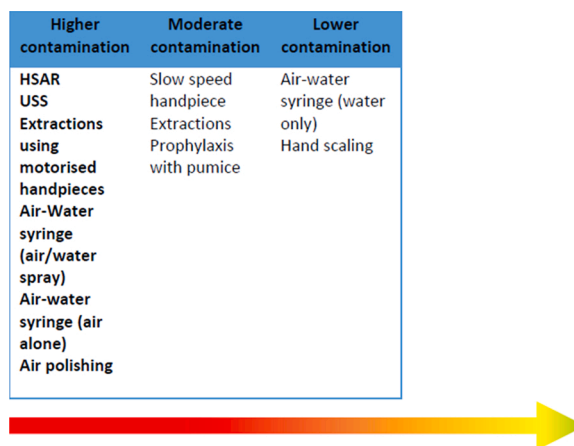 Higher
contamination
Moderate
contamination
Lower
contamination
HSAR
USS
Extractions
using
motorised
handpieces
Air-Water
syringe
(air/water
spray)
Air-water
syringe (air
alone)
Air polishing
Slow speed
handpiece
Extractions
Prophylaxis
with pumice
Air-water
syringe (water
only)
Hand scaling